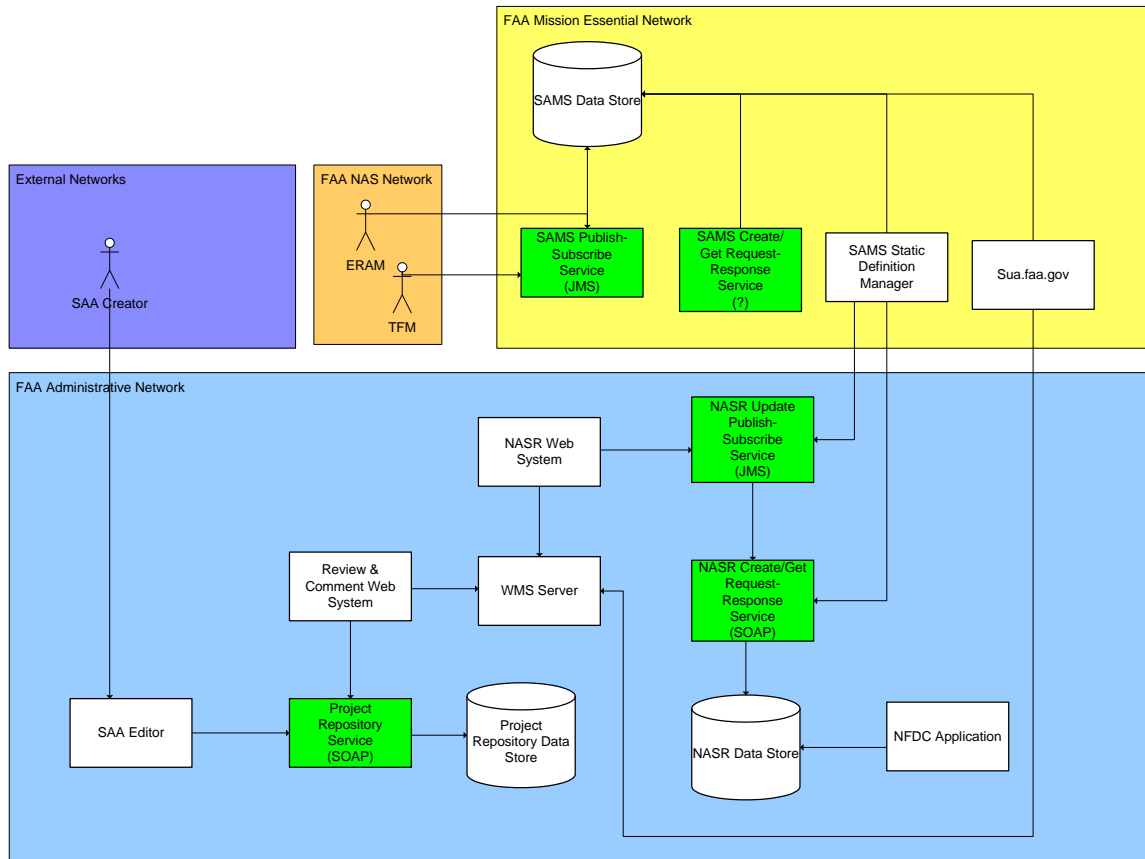 FAA Mission Essential Network
SAMS Data Store
External Networks
SAA Creator
FAA NAS Network
ERAM
TFM
SAMS Publish-
Subscribe
Service
(JMS)
SAMS Create/
Get Request-
Response
Service
(?)
SAMS Static
Definition
Manager
Sua.faa.gov
FAA Administrative Network
NASR Web
System
NASR Update
Publish-
Subscribe
Service
(JMS)
Review &
Comment Web
System
WMS Server
NASR Create/Get
Request-
Response
Service
(SOAP)
SAA Editor
Project
Repository
Service
(SOAP)
Project
Repository Data
Store
NASR Data Store
NFDC Application